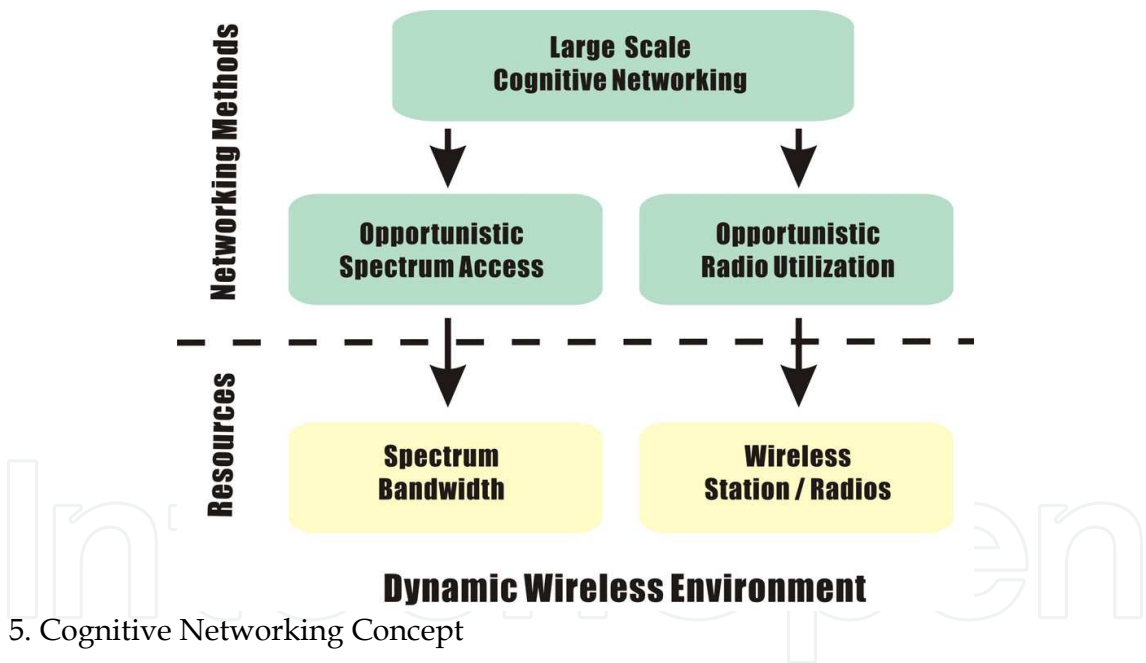 Networking Methods
Large Scale
Cognitive Networking
Opportunistic
Spectrum Access
Opportunistic
Radio Utilization
Resources
Spectrum
Bandwidth
Wireless
Station / Radios
Dynamic Wireless Environment
5. Cognitive Networking Concept